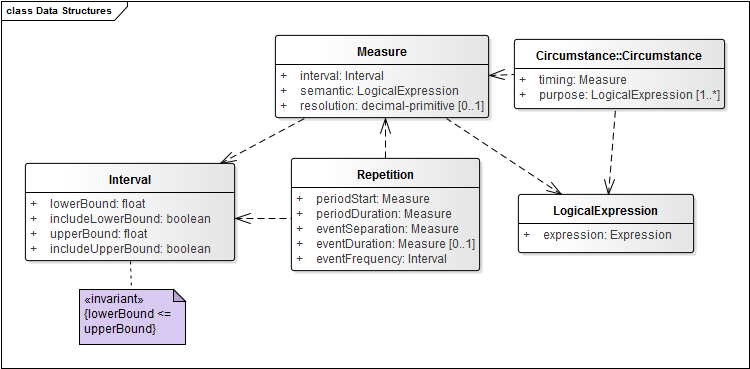 class Data Structures
Measure
+ interval: Interval
+ semantic: LogicalExpression
+ resolution: decimal-primitive [0..1]
Circumstance::Circumstance
+ timing: Measure
+ purpose: LogicalExpression [1..*]
Interval
+ lowerBound: float
+ includeLowerBound: boolean
+ upperBound: float
+ includeUpperBound: boolean
Repetition
+ periodStart: Measure
+ periodDuration: Measure
+ eventSeparation: Measure
+ eventDuration: Measure [0..1]
+ eventFrequency: Interval
LogicalExpression
+ expression: Expression
«invariant»
{lowerBound <=
upperBound}